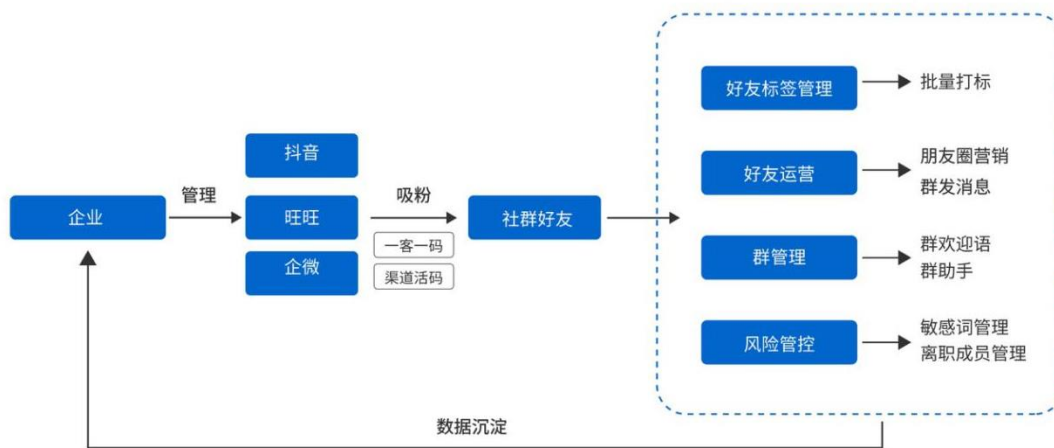 企业
管理
抖音
旺旺
企微
吸粉
一客一码
渠道活码
社群好友
好友标签管理
批量打标
好友运营
朋友圈营销
群发消息
群管理
群欢迎语
群助手
风险管控
敏感词管理
离职成员管理
数据沉淀